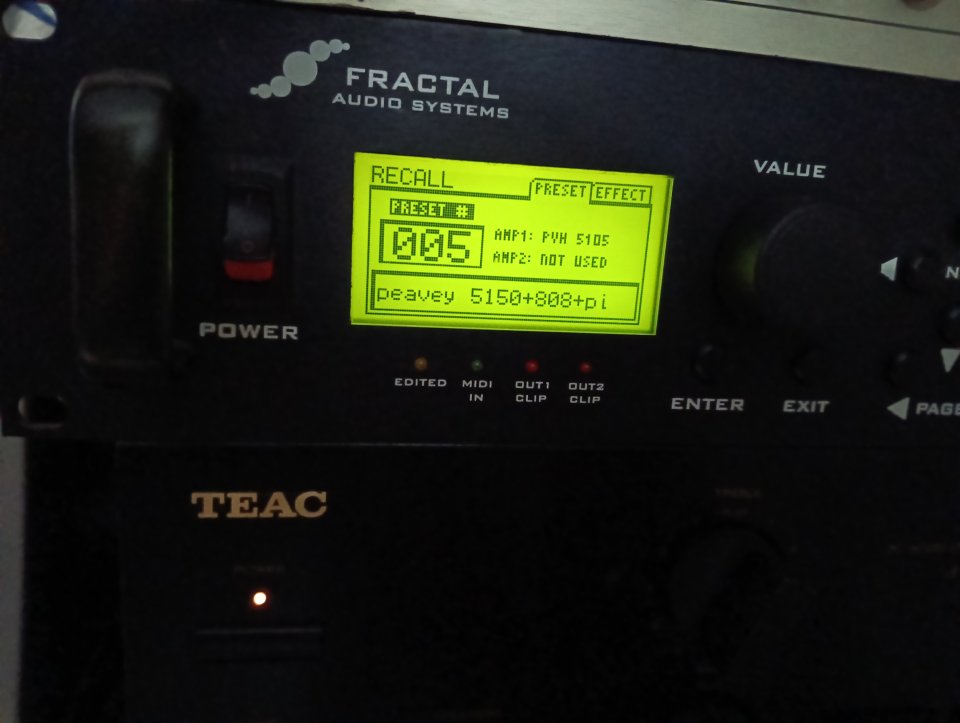 FRACTAL
AUDIO SYSTEMS
VALUE
RECALL
PRESET EFFECT
PRESET #
005
AMP1: PVH 5105
AMP2: NOT USED
peavey 5150+808+pi
POWER
EDITED
MIDI IN
OUT1 CLIP
OUT2 CLIP
ENTER
EXIT
N
PAGE
TEAC
POWER